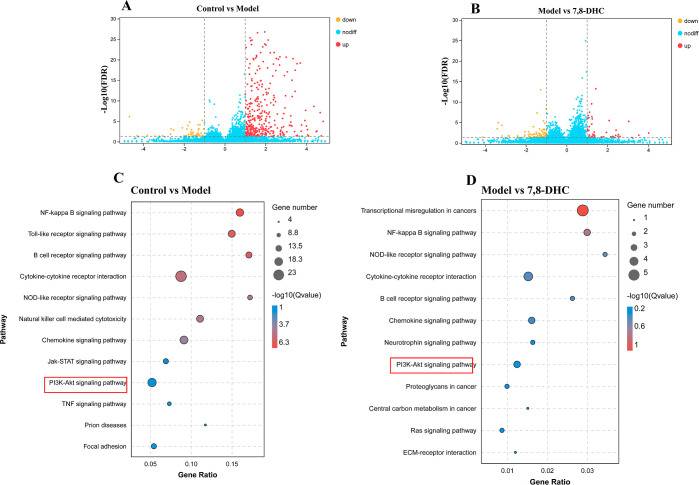 A
Control vs Model
-Log10(FDR)
30
25
20
15
10
5
0
-4
-2
0
2
4
down
nodiff
up
B
Model vs 7,8-DHC
-Log10(FDR)
30
25
20
15
10
5
0
-4
-2
0
2
4
down
nodiff
up
C
Control vs Model
Pathway
NF-kappa B signaling pathway
Toll-like receptor signaling pathway
B cell receptor signaling pathway
Cytokine-cytokine receptor interaction
NOD-like receptor signaling pathway
Natural killer cell mediated cytotoxicity
Chemokine signaling pathway
Jak-STAT signaling pathway
PI3K-Akt signaling pathway
TNF signaling pathway
Prion diseases
Focal adhesion
0.05
0.10
0.15
Gene Ratio
Gene number
4
8.8
13.5
18.3
23
-log10(Qvalue)
1
3.7
6.3
D
Model vs 7,8-DHC
Pathway
Transcriptional misregulation in cancers
NF-kappa B signaling pathway
NOD-like receptor signaling pathway
Cytokine-cytokine receptor interaction
B cell receptor signaling pathway
Chemokine signaling pathway
Neurotrophin signaling pathway
PI3K-Akt signaling pathway
Proteoglycans in cancer
Central carbon metabolism in cancer
Ras signaling pathway
ECM-receptor interaction
0.01
0.02
0.03
Gene Ratio
Gene number
1
2
3
4
5
-log10(Qvalue)
0.2
0.6
1